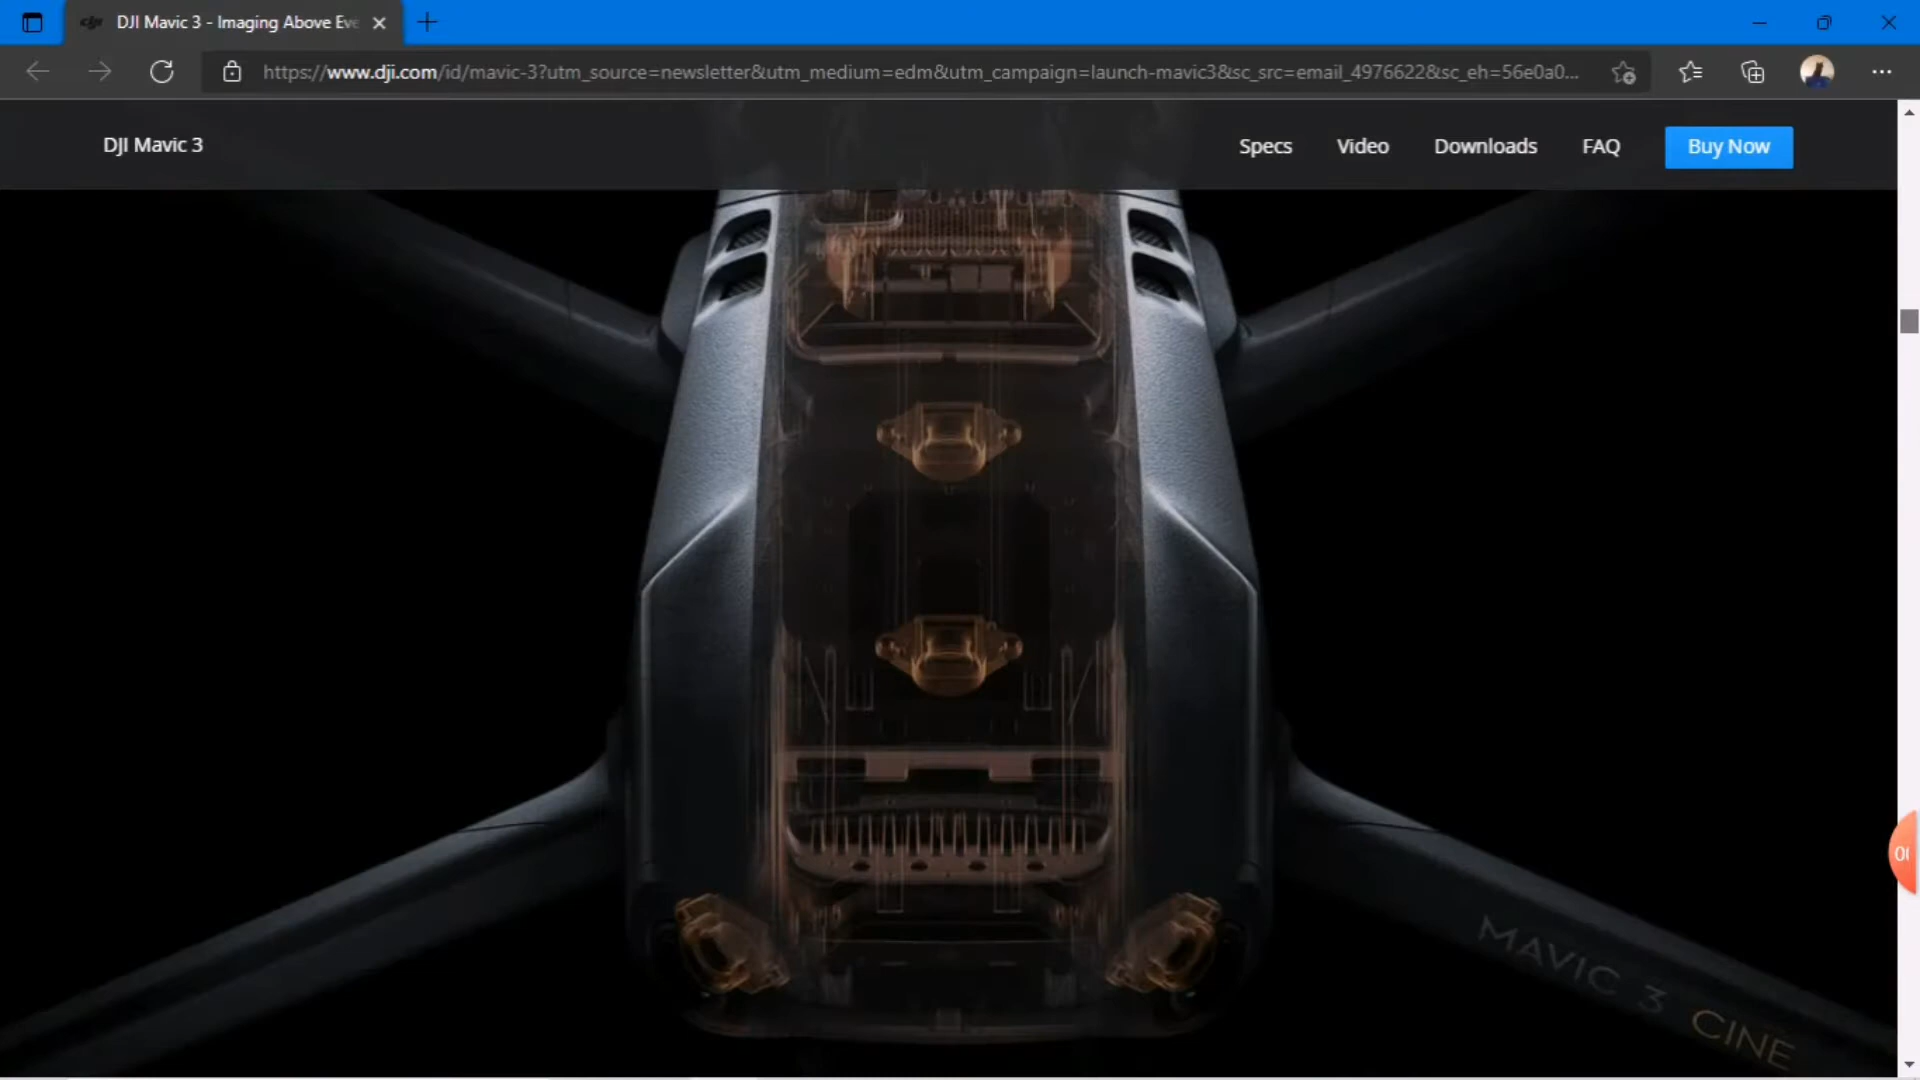 DJI Mavic 3 - Imaging Above Eve
https://www.dji.com/id/mavic-3?utm_source=newsletter&utm_medium=edm&utm_campaign=launch-mavic3&sc_src=email_4976622&sc_eh=56e0a0...
DJI Mavic 3
Specs
Video
Downloads
FAQ
Buy Now
MAVIC 3 CINE